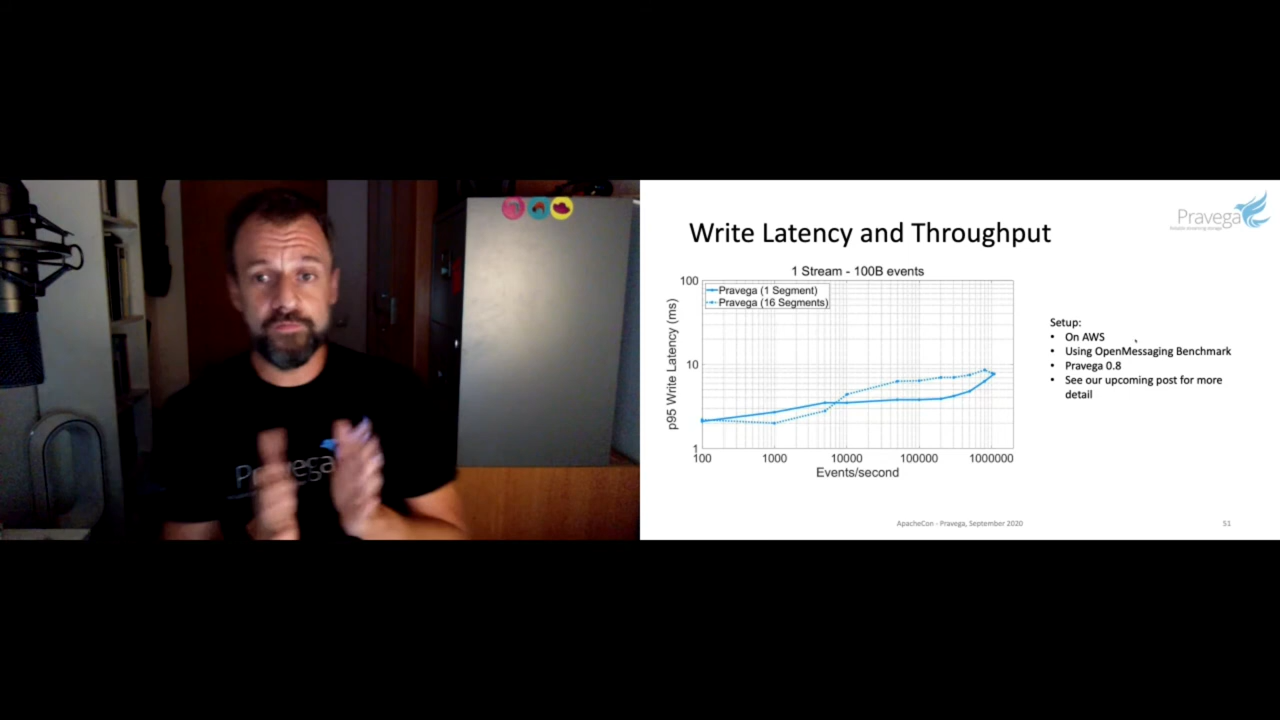 Pravega
Write Latency and Throughput
Pravega
1 Stream - 100B events
Pravega (1 Segment)
Pravega (16 Segments)
p95 Write Latency (ms)
100
10
1
100
1000
10000
100000
1000000
Events/second
Setup:
• On AWS
• Using OpenMessaging Benchmark
• Pravega 0.8
• See our upcoming post for more
detail
ApacheCon - Pravega, September 2020
51